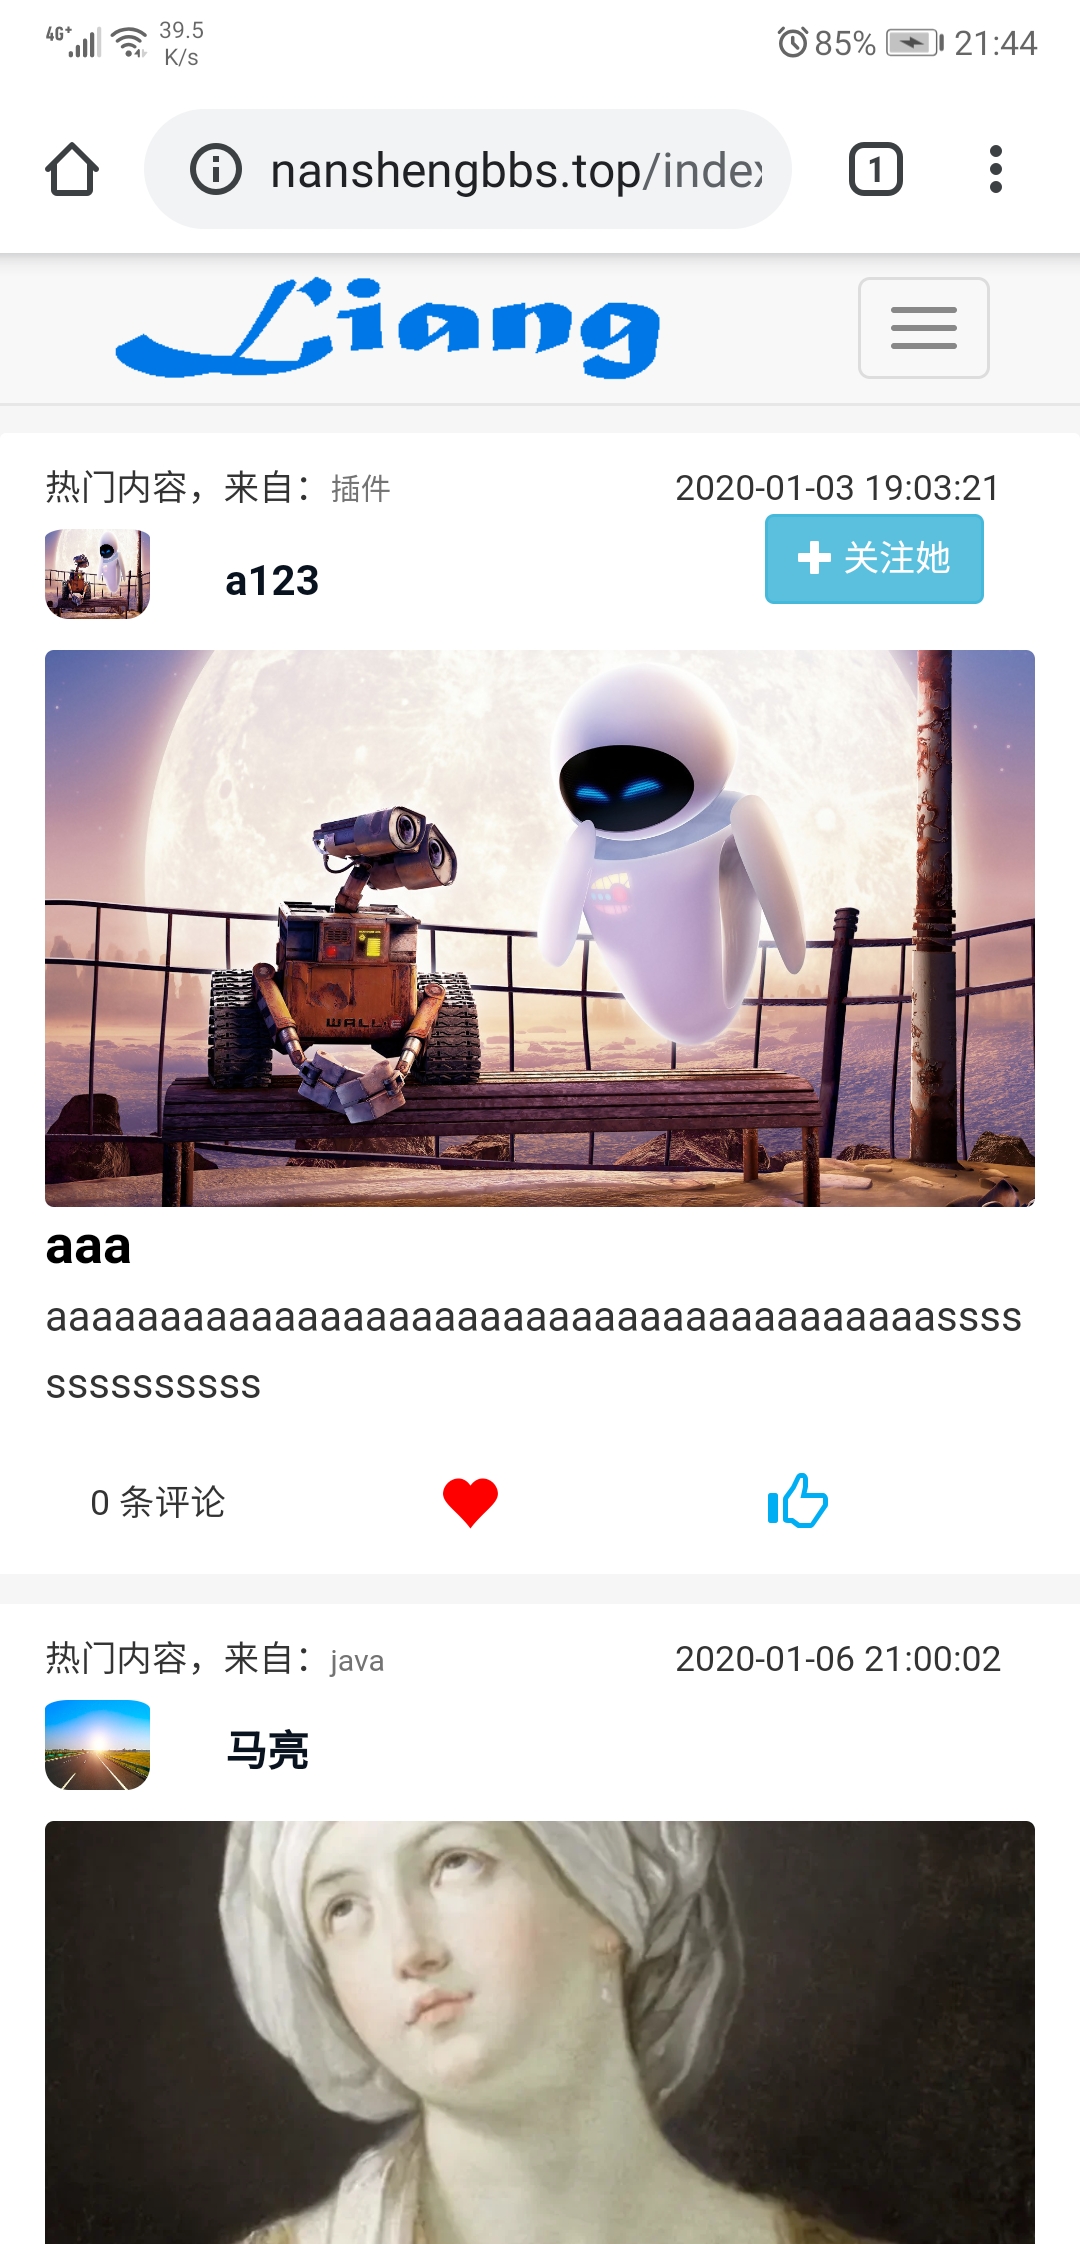 4G+
39.5
K/s
85%
21:44
nanshengbbs.top/index
1
Liang
热门内容，来自：插件
2020-01-03 19:03:21
a123
关注她
WALL·E
aaa
aaaaaaaaaaaaaaaaaaaaaaaaaaaaaaaaaaaaaaassss
ssssssssss
0 条评论
热门内容，来自：java
2020-01-06 21:00:02
马亮